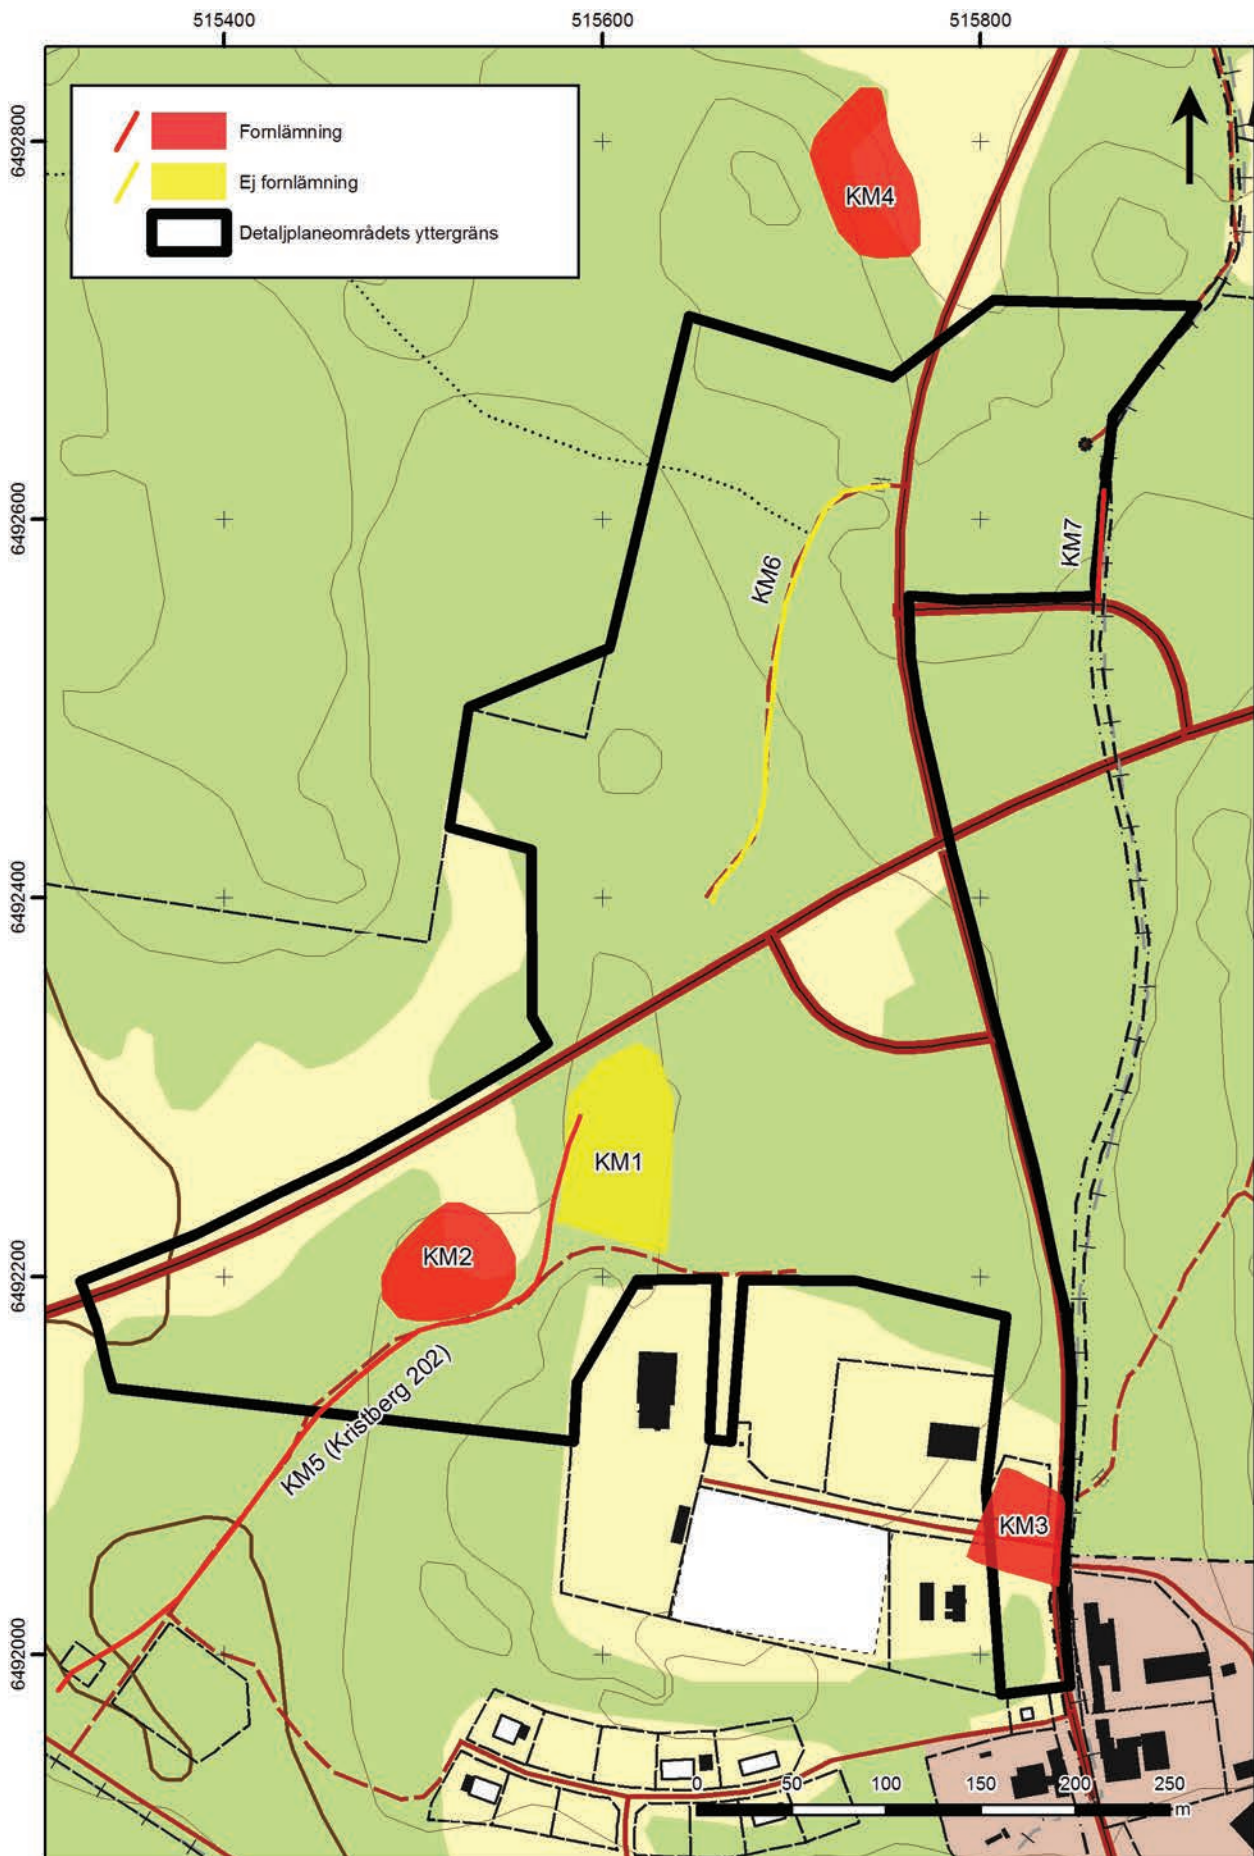 515400
515600
515800
6492800
6492600
6492400
6492200
6492000
Fornlämning
Ej fornlämning
Detaljplaneområdets yttergräns
KM4
KM6
KM7
KM1
KM2
KM5 (Kristberg 202)
KM3
0 50 100 150 200 250
m